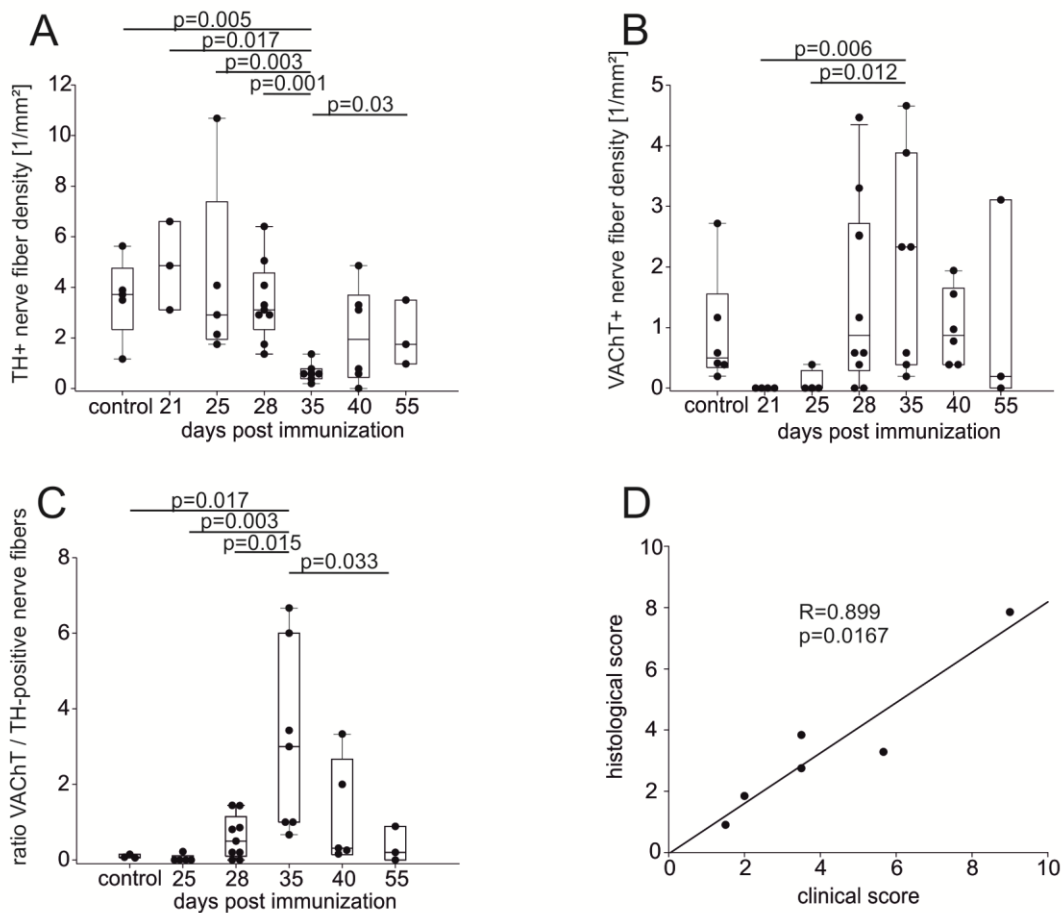 A
p=0.005
p=0.017
p=0.003
p=0.001
p=0.03
TH+ nerve fiber density [1/mm²]
12
10
8
6
4
2
0
control 21 25 28 35 40 55
days post immunization
B
p=0.006
p=0.012
VAChT+ nerve fiber density [1/mm²]
5
4
3
2
1
0
control 21 25 28 35 40 55
days post immunization
C
p=0.017
p=0.003
p=0.015
p=0.033
ratio VAChT / TH-positive nerve fibers
8
6
4
2
0
control 25 28 35 40 55
days post immunization
D
R=0.899
p=0.0167
histological score
10
8
6
4
2
0
0 2 4 6 8 10
clinical score